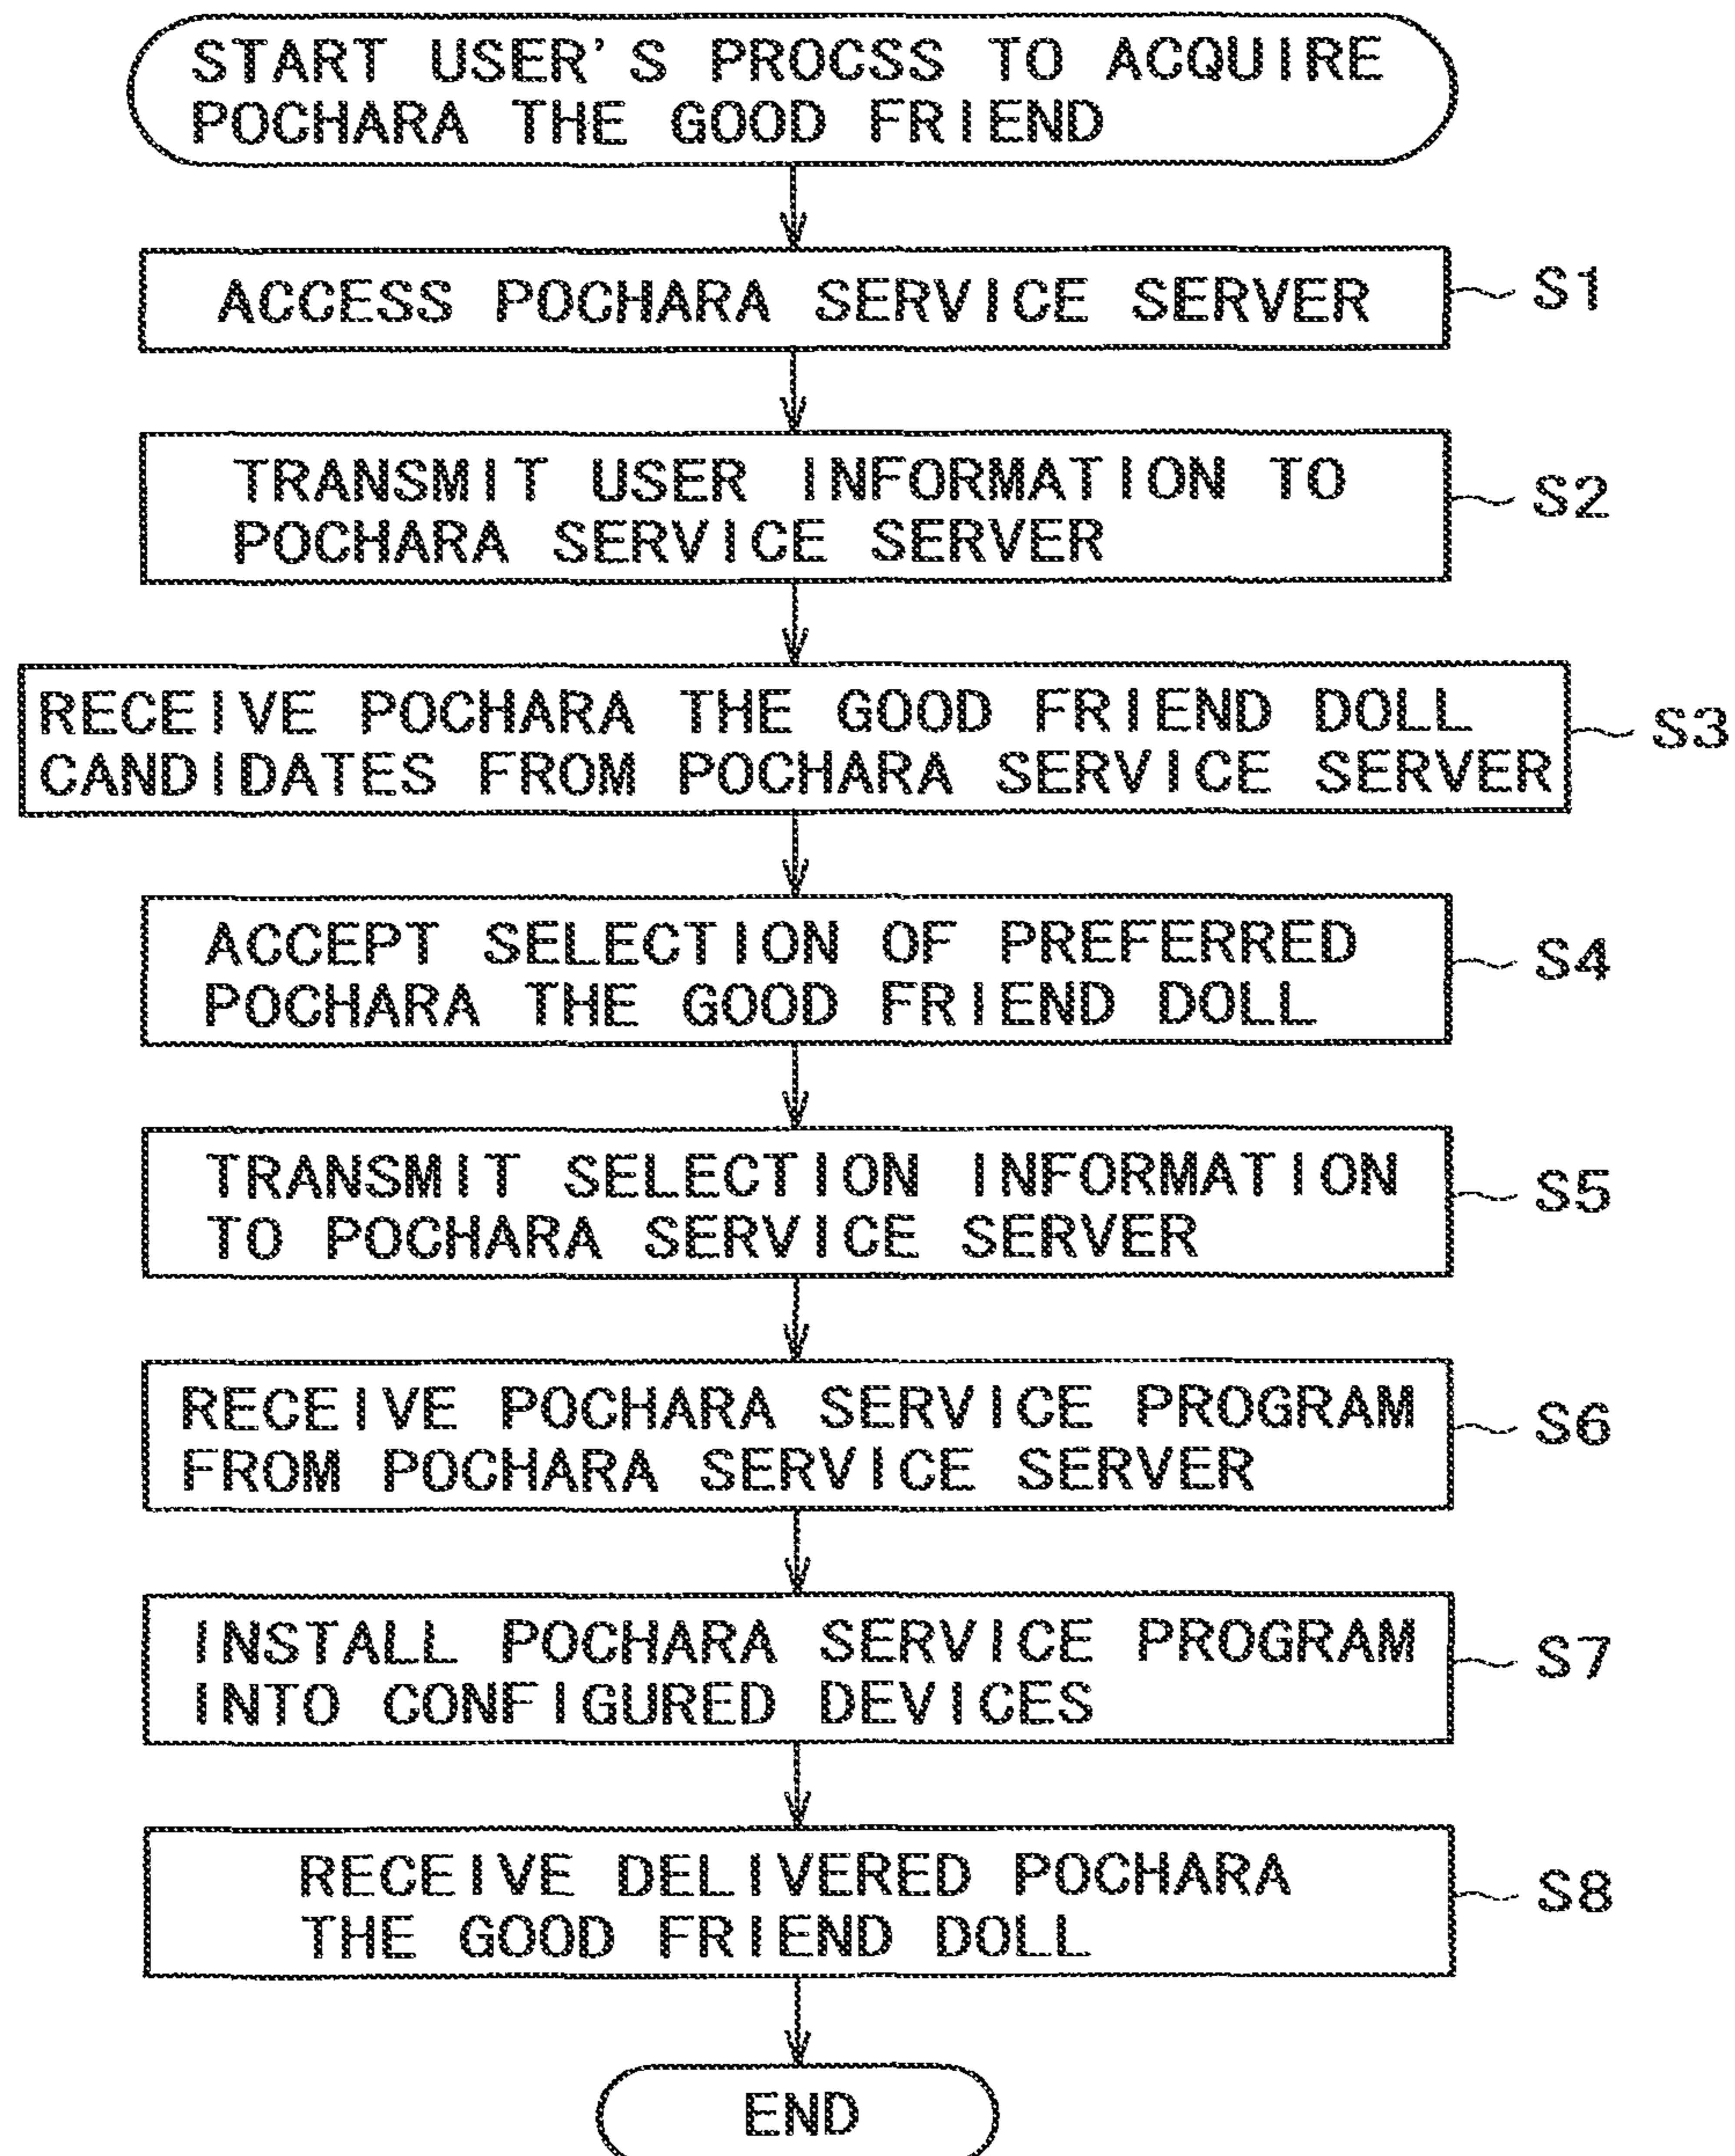 START USER'S PROCSS TO ACQUIRE
POCHARA THE GOOD FRIEND
ACCESS POCHARA SERVICE SERVER
S1
TRANSMIT USER INFORMATION TO
POCHARA SERVICE SERVER
S2
RECEIVE POCHARA THE GOOD FRIEND DOLL
CANDIDATES FROM POCHARA SERVICE SERVER
S3
ACCEPT SELECTION OF PREFERRED
POCHARA THE GOOD FRIEND DOLL
S4
TRANSMIT SELECTION INFORMATION
TO POCHARA SERVICE SERVER
S5
RECEIVE POCHARA SERVICE PROGRAM
FROM POCHARA SERVICE SERVER
S6
INSTALL POCHARA SERVICE PROGRAM
INTO CONFIGURED DEVICES
S7
RECEIVE DELIVERED POCHARA
THE GOOD FRIEND DOLL
S8
END